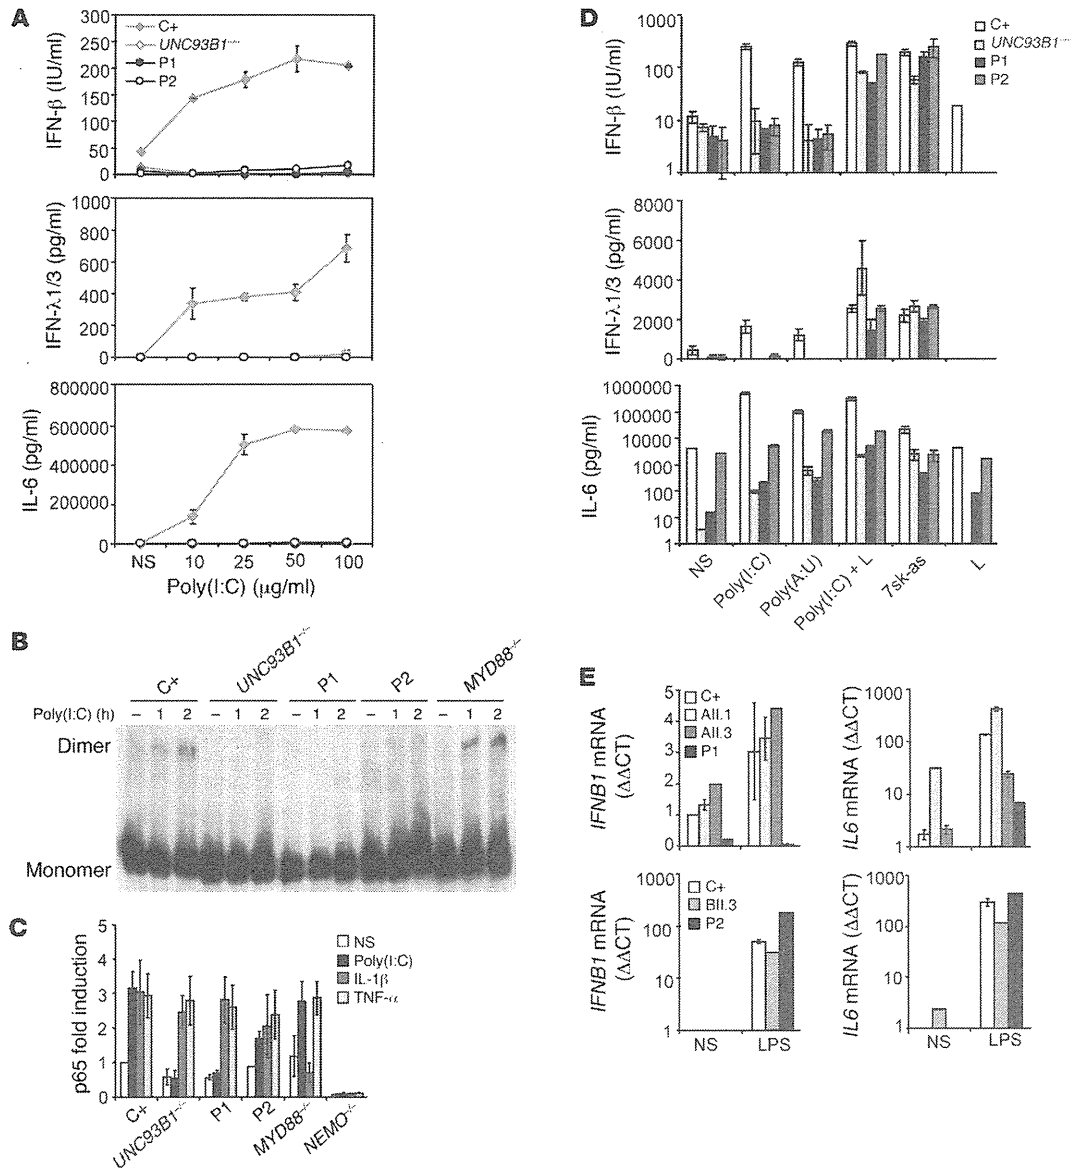 A
300
250
200
150
100
50
0
IFN-β (IU/ml)
C+
UNC93B1–/–
P1
P2
1000
800
600
400
200
0
IFN-λ1/3 (pg/ml)
800000
600000
400000
200000
0
IL-6 (pg/ml)
NS 10 25 50 100
Poly(I:C) (μg/ml)
B
C+ UNC93B1–/– P1 P2 MYD88–/–
Poly(I:C) (h) – 1 2 – 1 2 – 1 2 – 1 2 – 1 2
Dimer
Monomer
C
5
4
3
2
1
0
p65 fold induction
NS
Poly(I:C)
IL-1β
TNF-α
C+ UNC93B1–/– P1 P2 MYD88–/– NEMO–/–
D
1000
100
10
1
IFN-β (IU/ml)
C+
UNC93B1–/–
P1
P2
8000
6000
4000
2000
0
IFN-λ1/3 (pg/ml)
1000000
100000
10000
1000
100
10
1
IL-6 (pg/ml)
NS Poly(I:C) Poly(A:U) Poly(I:C) + L 7sk-as L
E
5
4
3
2
1
0
IFNB1 mRNA
(ΔΔCT)
C+
AII.1
AII.3
P1
1000
100
10
1
IL6 mRNA (ΔΔCT)
1000
100
10
1
IFNB1 mRNA
(ΔΔCT)
C+
BII.3
P2
NS LPS
1000
100
10
1
IL6 mRNA (ΔΔCT)
NS LPS